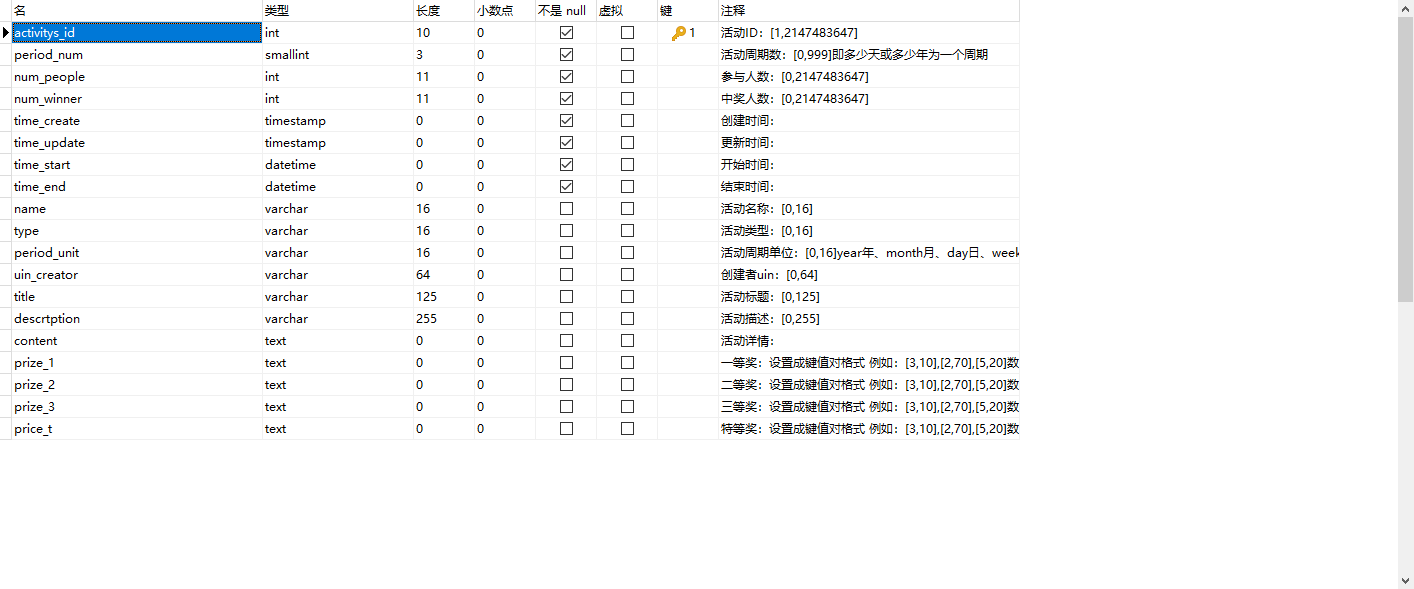 名 类型 长度 小数点 不是 null 虚拟 键 注释
activitys_id int 10 0 1 活动ID：[1,2147483647]
period_num smallint 3 0 活动周期数：[0,999]即多少天或多少年为一个周期
num_people int 11 0 参与人数：[0,2147483647]
num_winner int 11 0 中奖人数：[0,2147483647]
time_create timestamp 0 0 创建时间：
time_update timestamp 0 0 更新时间：
time_start datetime 0 0 开始时间：
time_end datetime 0 0 结束时间：
name varchar 16 0 活动名称：[0,16]
type varchar 16 0 活动类型：[0,16]
period_unit varchar 16 0 活动周期单位：[0,16]year年、month月、day日、week
uin_creator varchar 64 0 创建者uin：[0,64]
title varchar 125 0 活动标题：[0,125]
descrtption varchar 255 0 活动描述：[0,255]
content text 0 0 活动详情：
prize_1 text 0 0 一等奖：设置成键值对格式 例如：[3,10],[2,70],[5,20]数
prize_2 text 0 0 二等奖：设置成键值对格式 例如：[3,10],[2,70],[5,20]数
prize_3 text 0 0 三等奖：设置成键值对格式 例如：[3,10],[2,70],[5,20]数
price_t text 0 0 特等奖：设置成键值对格式 例如：[3,10],[2,70],[5,20]数